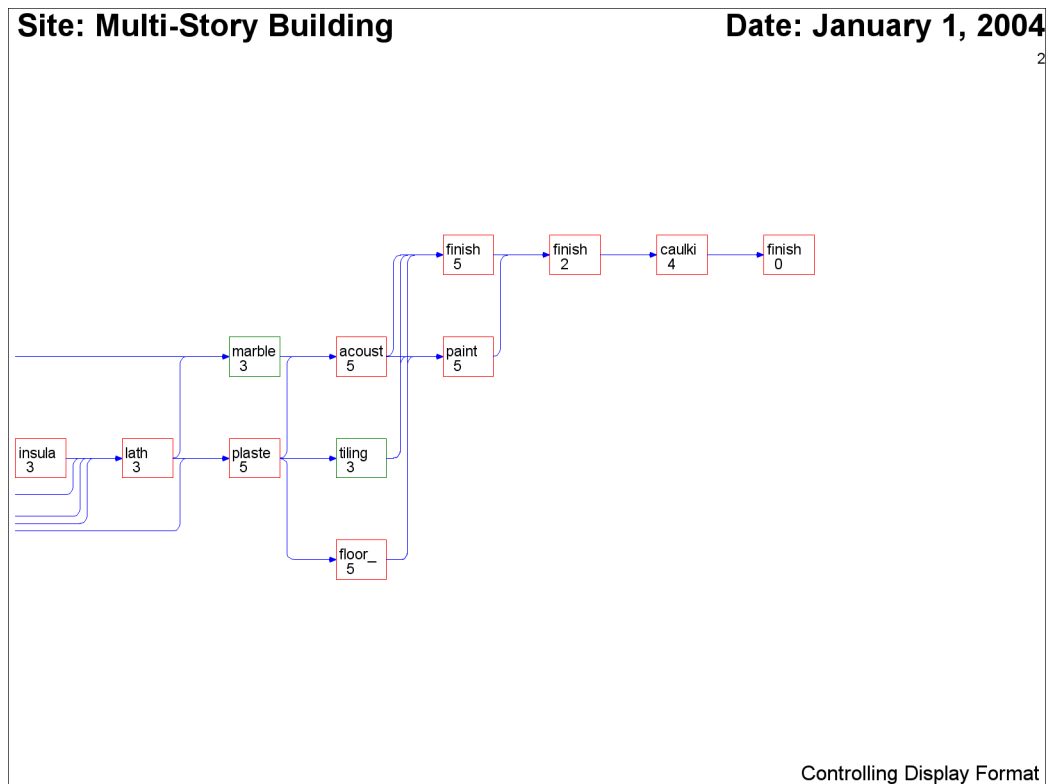 Site: Multi-Story Building
Date: January 1, 2004
2
finish
5
finish
2
caulki
4
finish
0
marble
3
acoust
5
paint
5
insula
3
lath
3
plaste
5
tiling
3
floor_
5
Controlling Display Format